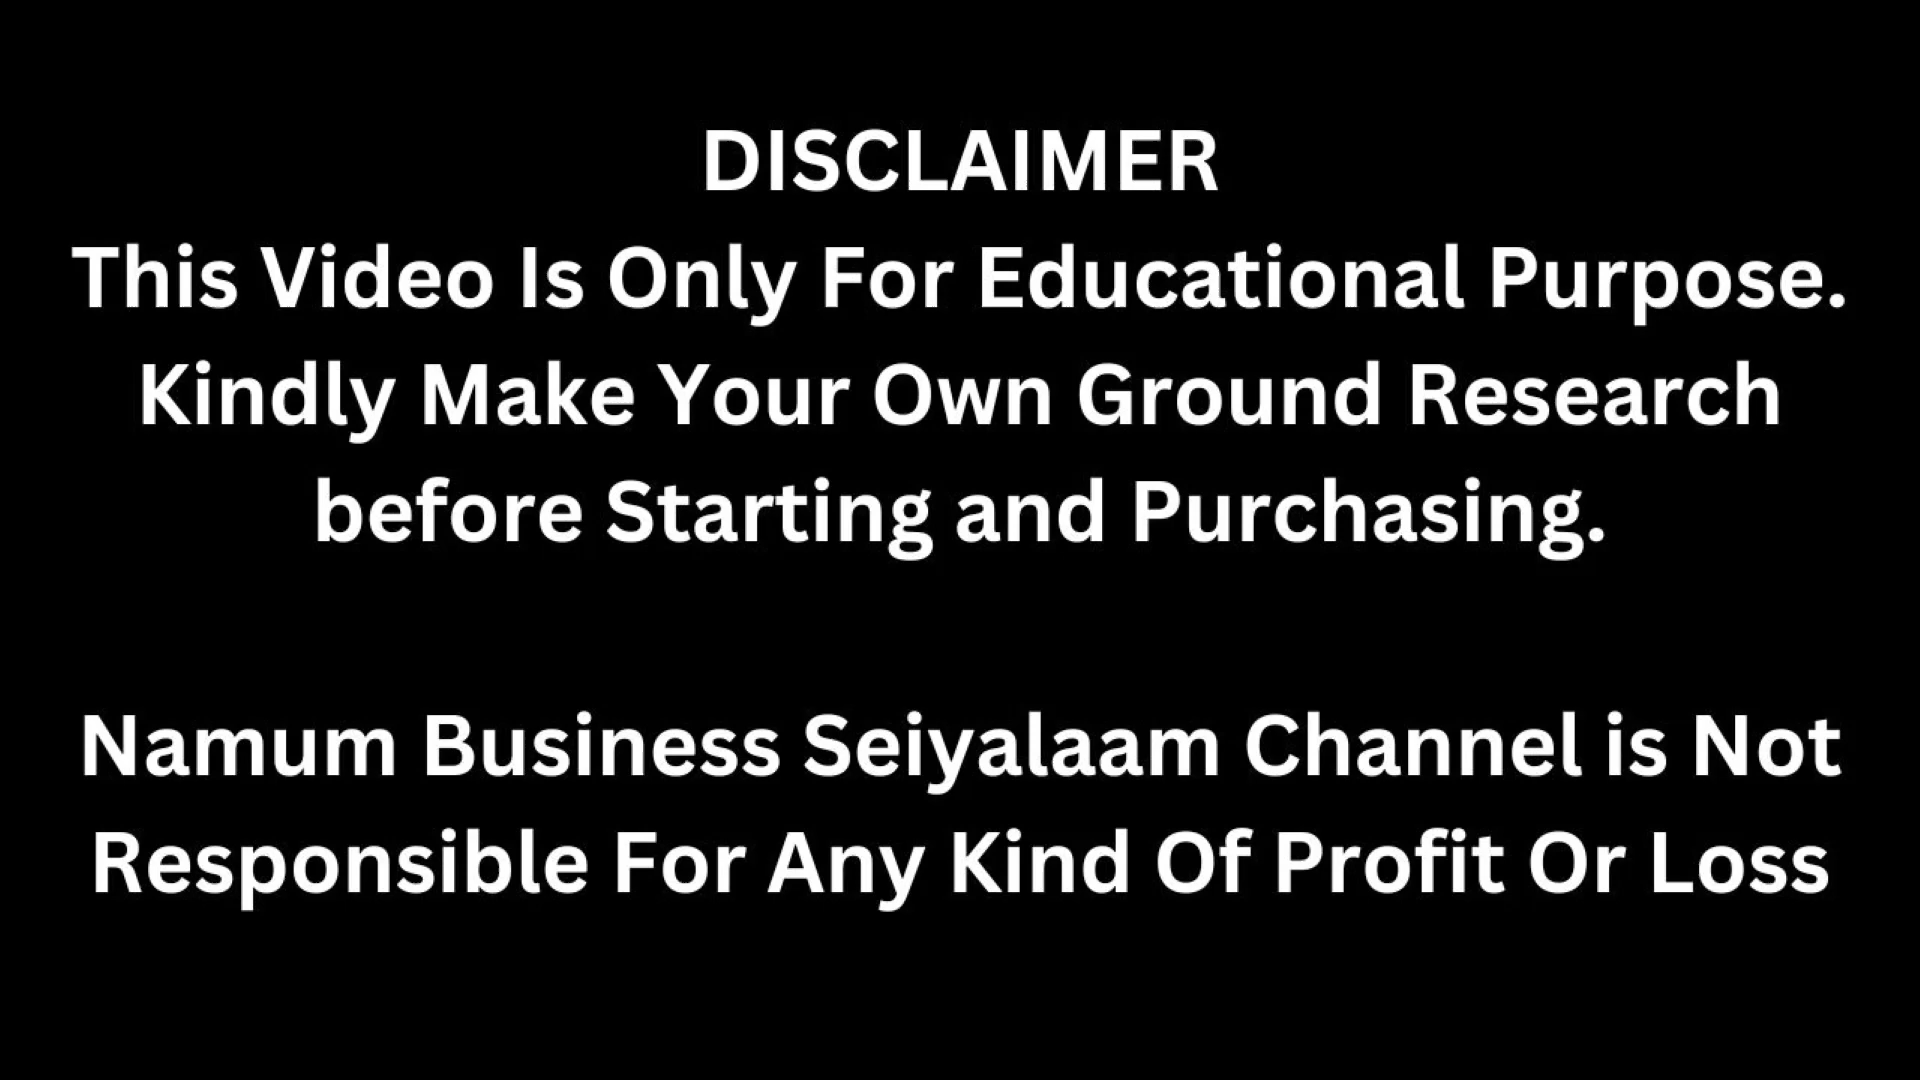 DISCLAIMER
This Video Is Only For Educational Purpose.
Kindly Make Your Own Ground Research
before Starting and Purchasing.
Namum Business Seiyalaam Channel is Not
Responsible For Any Kind Of Profit Or Loss